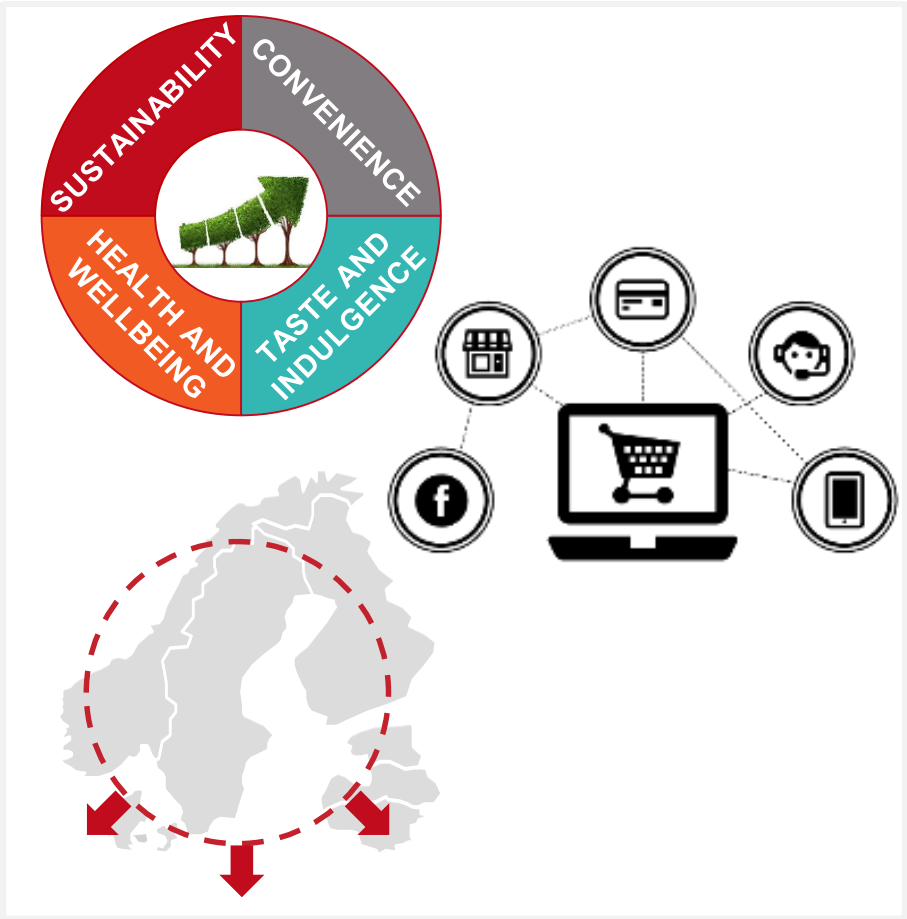 SUSTAINABILITY
CONVENIENCE
HEALTH AND
WELLBEING
TASTE AND
INDULGENCE
f